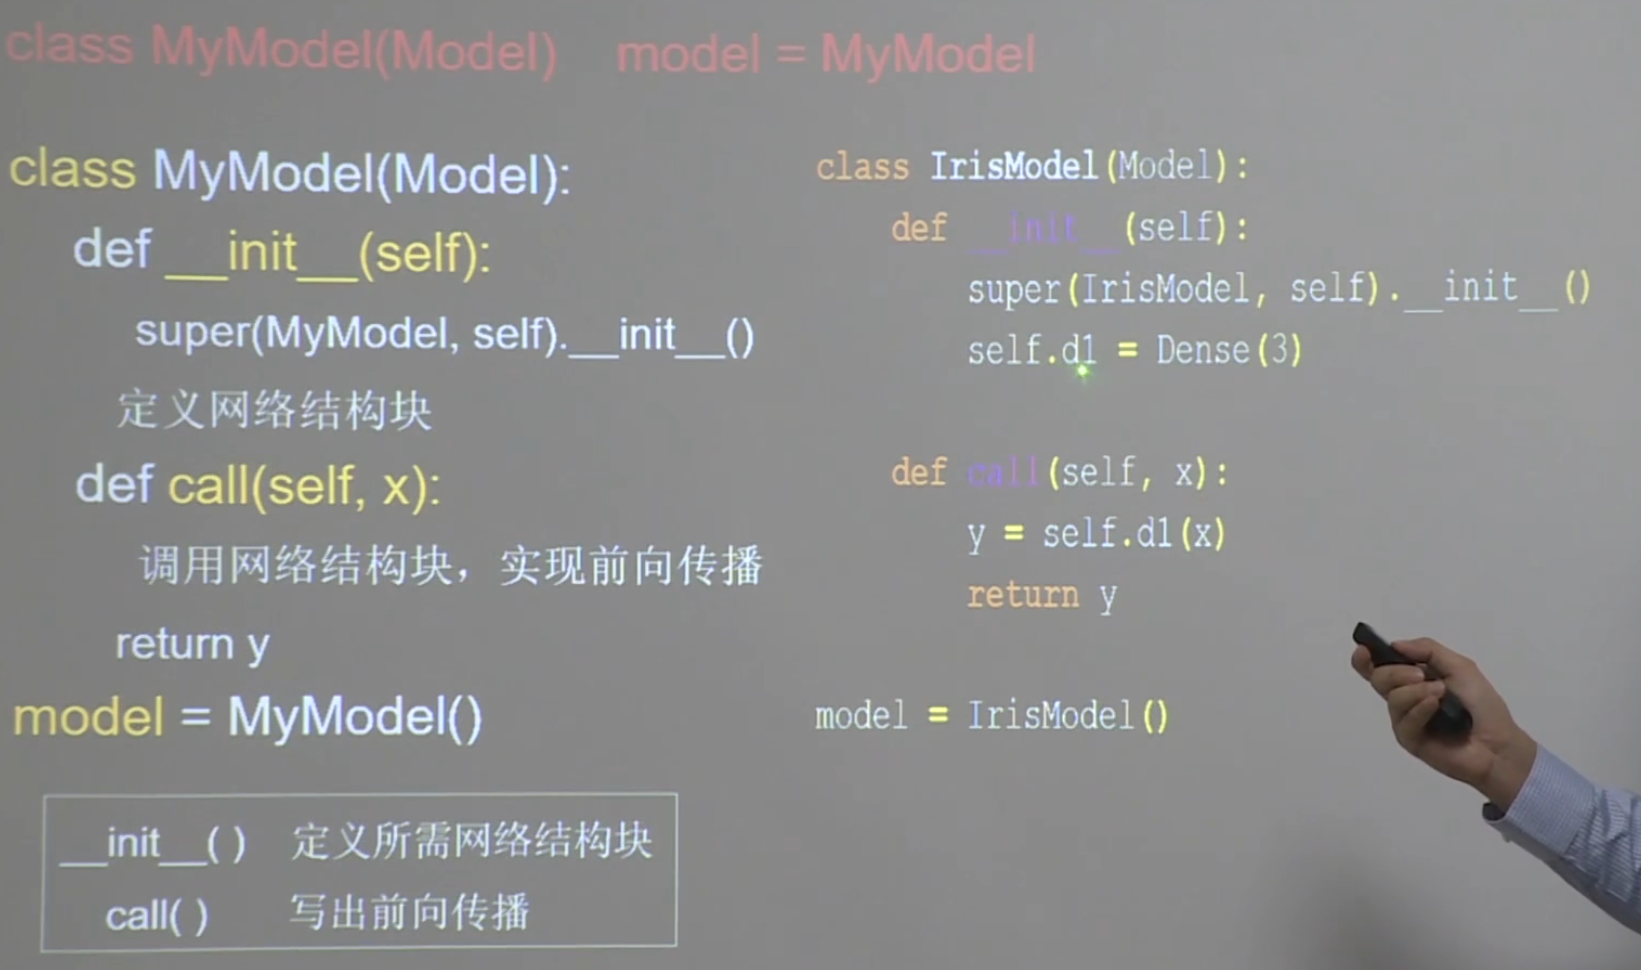 class MyModel(Model) model = MyModel
class MyModel(Model):
def __init__(self):
super(MyModel, self).__init__()
定义网络结构块
def call(self, x):
调用网络结构块，实现前向传播
return y
model = MyModel()
__init__( ) 定义所需网络结构块
call( ) 写出前向传播
class IrisModel(Model):
def __init__(self):
super(IrisModel, self).__init__()
self.d1 = Dense(3)
def call(self, x):
y = self.d1(x)
return y
model = IrisModel()